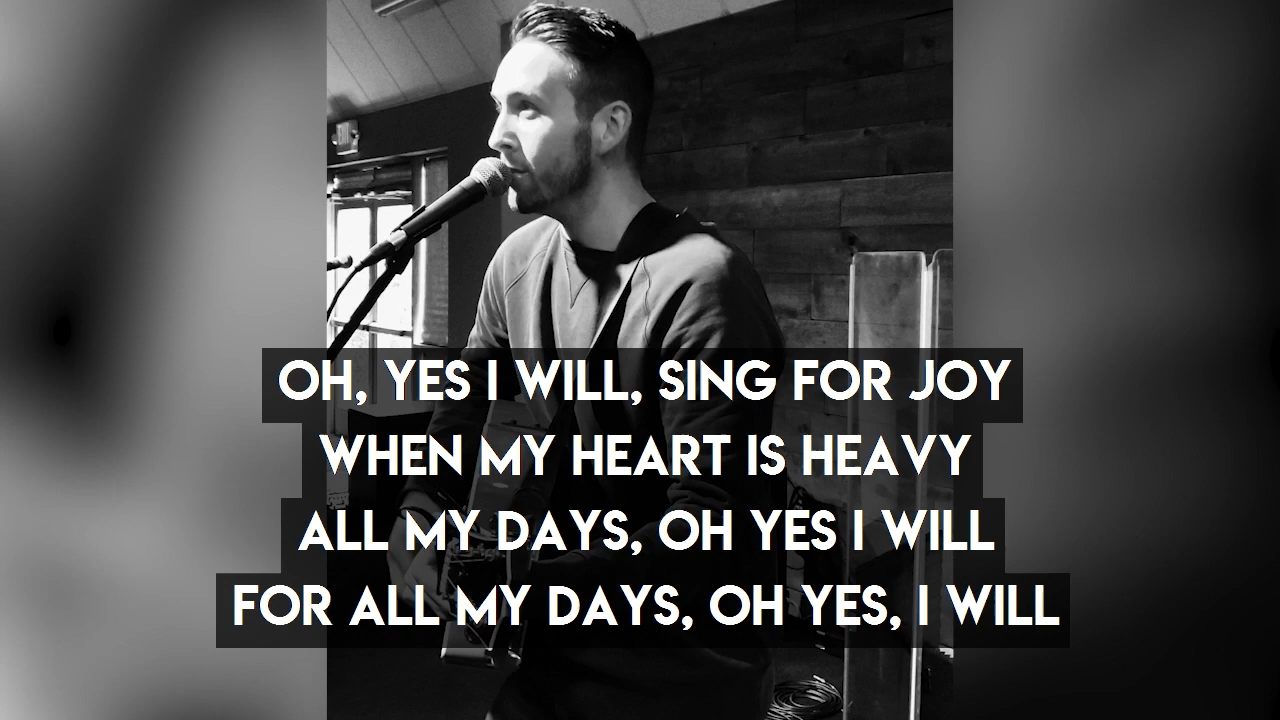 EXIT
OH, YES I WILL, SING FOR JOY
WHEN MY HEART IS HEAVY
ALL MY DAYS, OH YES I WILL
FOR ALL MY DAYS, OH YES, I WILL